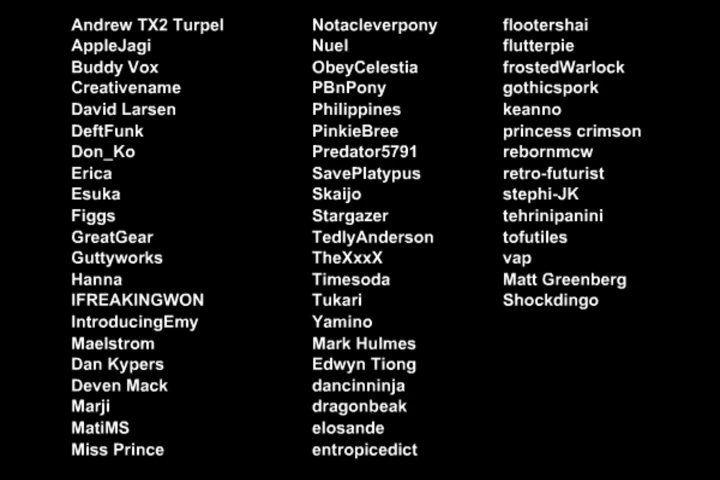 Andrew TX2 Turpel
AppleJagi
Buddy Vox
Creativename
David Larsen
DeftFunk
Don_Ko
Erica
Esuka
Figgs
GreatGear
Guttyworks
Hanna
IFREAKINGWON
IntroducingEmy
Maelstrom
Dan Kypers
Deven Mack
Marji
MatiMS
Miss Prince
Notacleverpony
Nuel
ObeyCelestia
PBnPony
Philippines
PinkieBree
Predator5791
SavePlatypus
Skaijo
Stargazer
TedlyAnderson
TheXxxX
Timesoda
Tukari
Yamino
Mark Hulmes
Edwyn Tiong
dancinninja
dragonbeak
elosande
entropicedict
flootershai
flutterpie
frostedWarlock
gothicspork
keanno
princess crimson
rebornmcw
retro-futurist
stephi-JK
tehrinipanini
tofutiles
vap
Matt Greenberg
Shockdingo